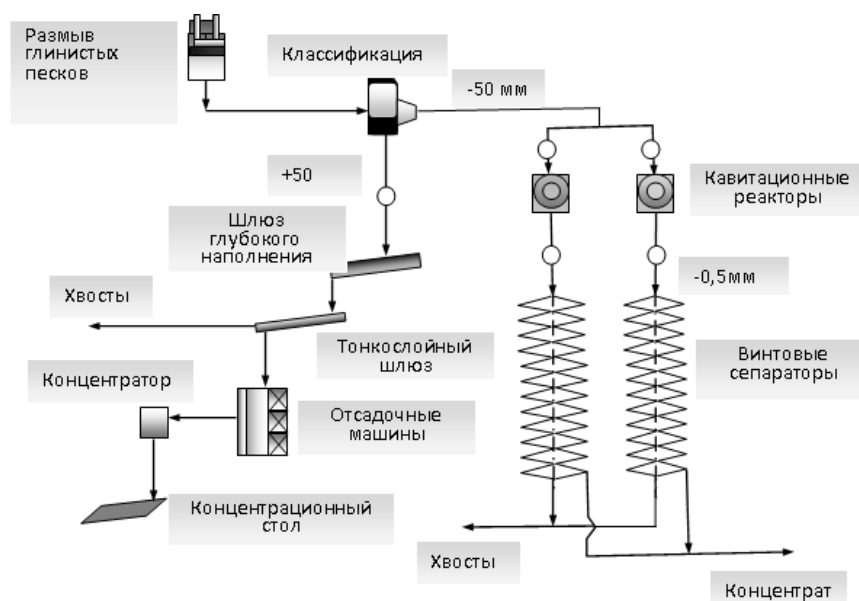 Размыв
глинистых
песков
Классификация
-50 мм
+50
Кавитационные
реакторы
Шлюз
глубокого
наполнения
-0,5мм
Хвосты
Тонкослойный
шлюз
Винтовые
сепараторы
Концентратор
Отсадочные
машины
Концентрационный
стол
Хвосты
Концентрат